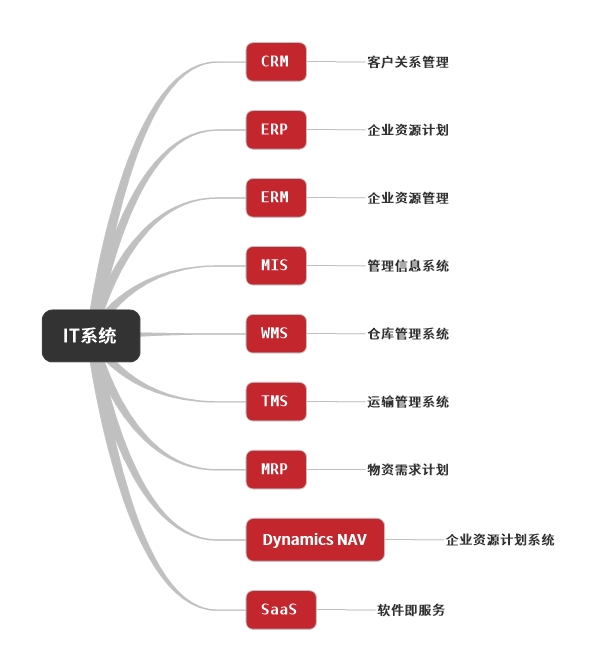 IT系统
CRM 客户关系管理
ERP 企业资源计划
ERM 企业资源管理
MIS 管理信息系统
WMS 仓库管理系统
TMS 运输管理系统
MRP 物资需求计划
Dynamics NAV 企业资源计划系统
SaaS 软件即服务